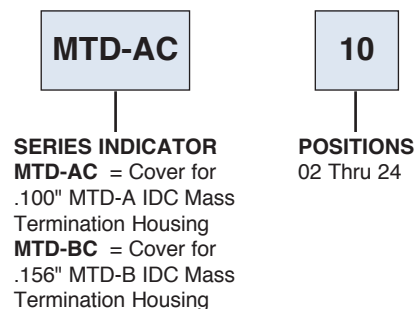 MTD-AC
10
SERIES INDICATOR
MTD-AC = Cover for
.100" MTD-A IDC Mass
Termination Housing
MTD-BC = Cover for
.156" MTD-B IDC Mass
Termination Housing
POSITIONS
02 Thru 24